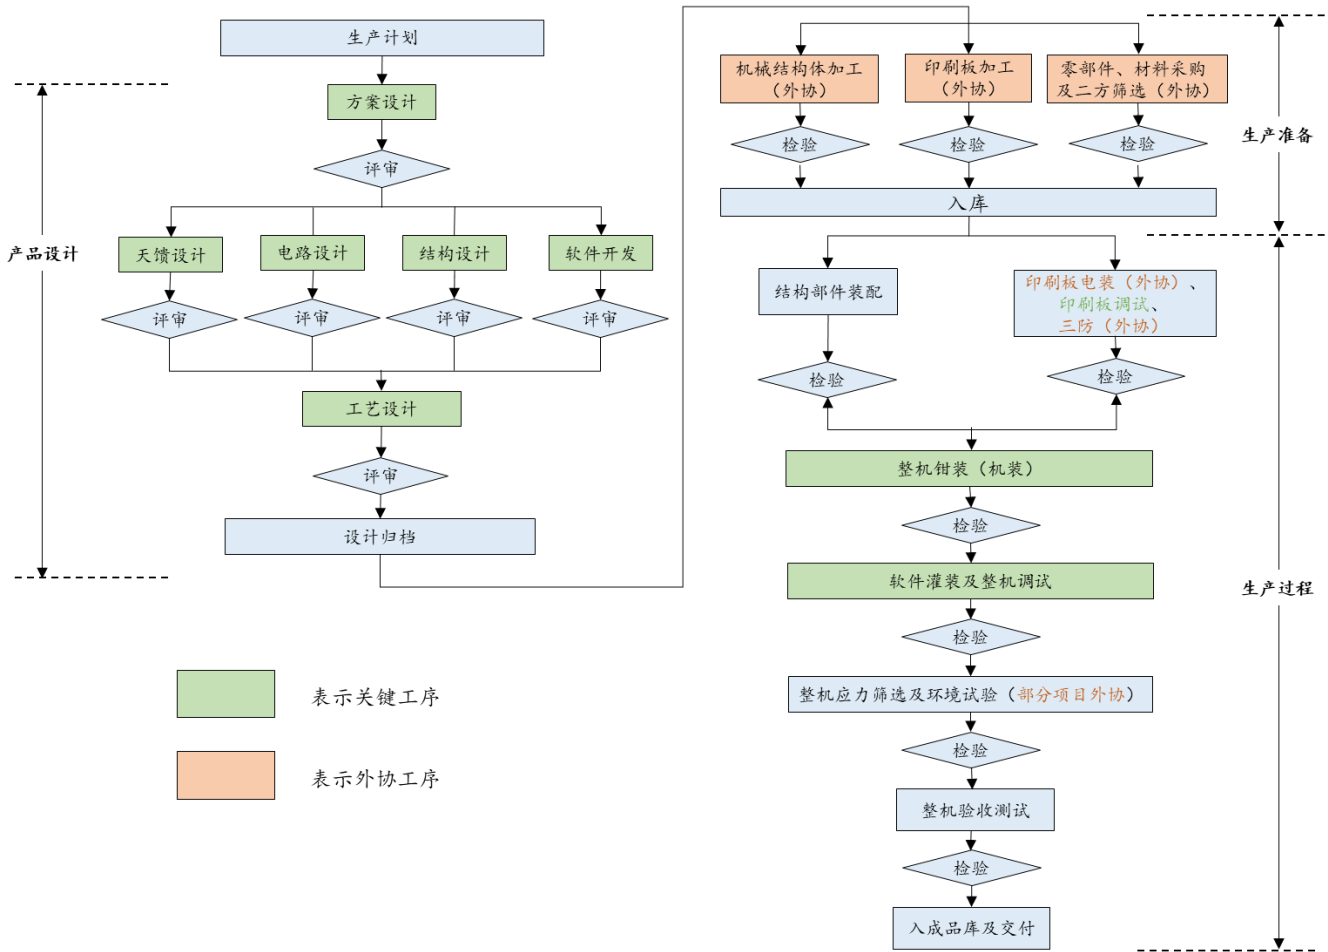 生产计划
方案设计
评审
产品设计
天馈设计
电路设计
结构设计
软件开发
评审
评审
评审
评审
工艺设计
评审
设计归档
表示关键工序
表示外协工序
机械结构体加工
（外协）
印刷板加工
（外协）
零部件、材料采购
及二方筛选（外协）
检验
检验
检验
生产准备
入库
结构部件装配
印刷板电装（外协）、
印刷板调试、
三防（外协）
检验
检验
整机钳装（机装）
检验
软件灌装及整机调试
生产过程
检验
整机应力筛选及环境试验（部分项目外协）
检验
整机验收测试
检验
入成品库及交付